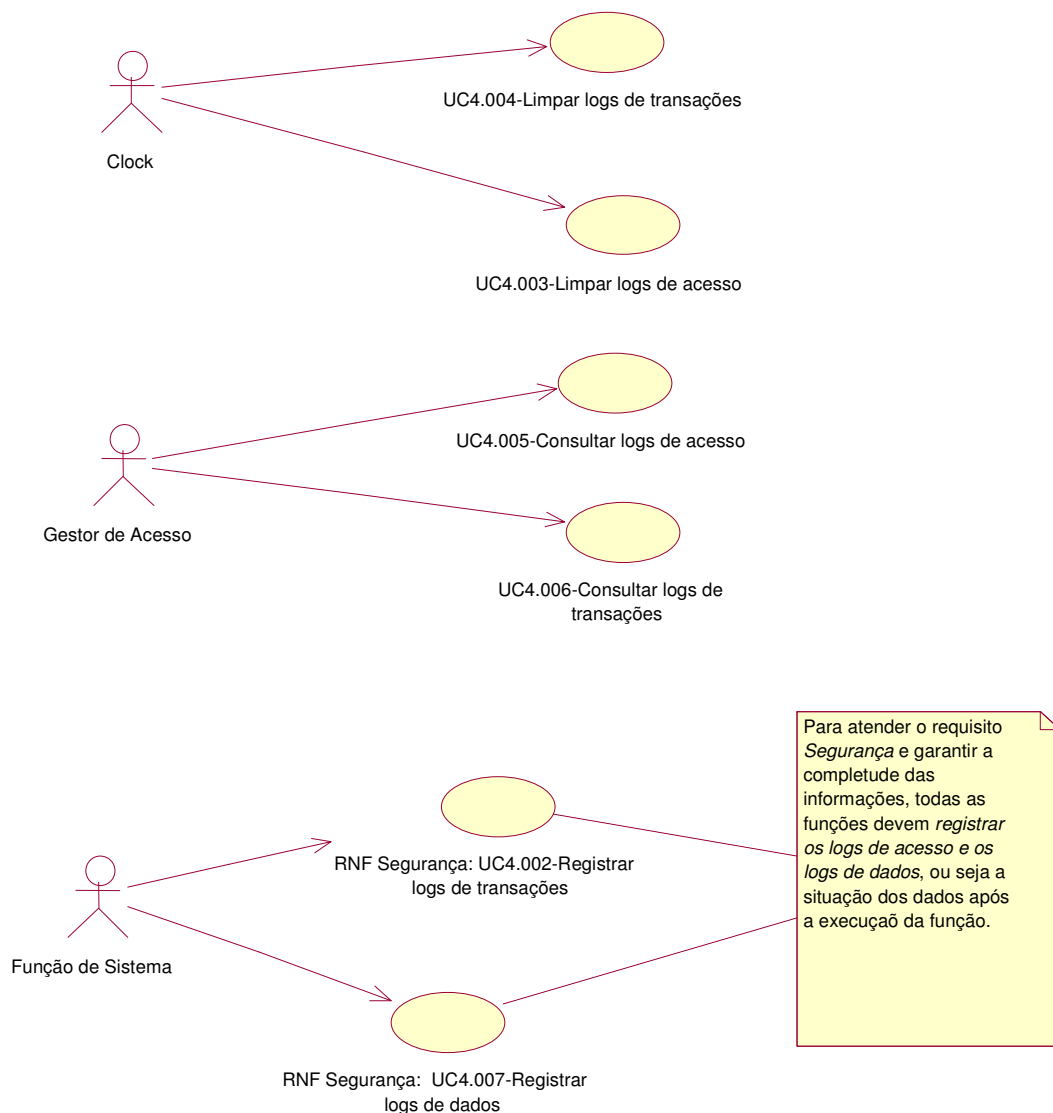 UC4.004-Limpar logs de transações
Clock
UC4.003-Limpar logs de acesso
UC4.005-Consultar logs de acesso
Gestor de Acesso
UC4.006-Consultar logs de
transações
Para atender o requisito
Segurança e garantir a
completude das
informações, todas as
funções devem registrar
os logs de acesso e os
logs de dados, ou seja a
situação dos dados após
a execuçaõ da função.
RNF Segurança: UC4.002-Registrar
logs de transações
Função de Sistema
RNF Segurança:  UC4.007-Registrar
logs de dados